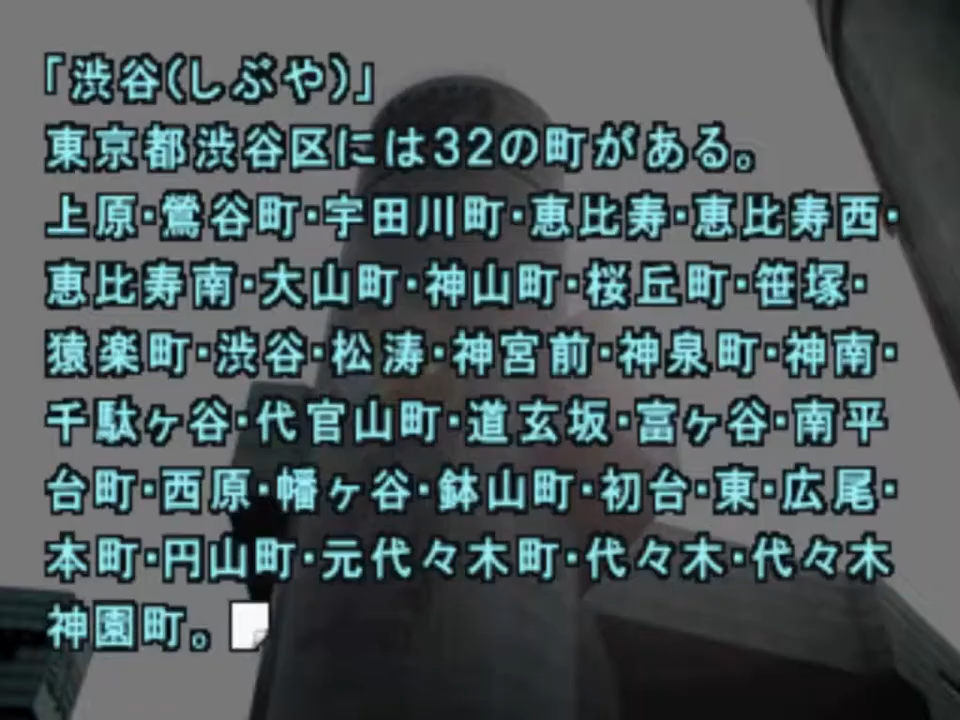 「渋谷(しぶや)」
東京都渋谷区には32の町がある。
上原・鶯谷町・宇田川町・恵比寿・恵比寿西・
恵比寿南・大山町・神山町・桜丘町・笹塚・
猿楽町・渋谷・松涛・神宮前・神泉町・神南・
千駄ヶ谷・代官山町・道玄坂・富ヶ谷・南平
台町・西原・幡ヶ谷・鉢山町・初台・東・広尾・
本町・円山町・元代々木町・代々木・代々木
神園町。